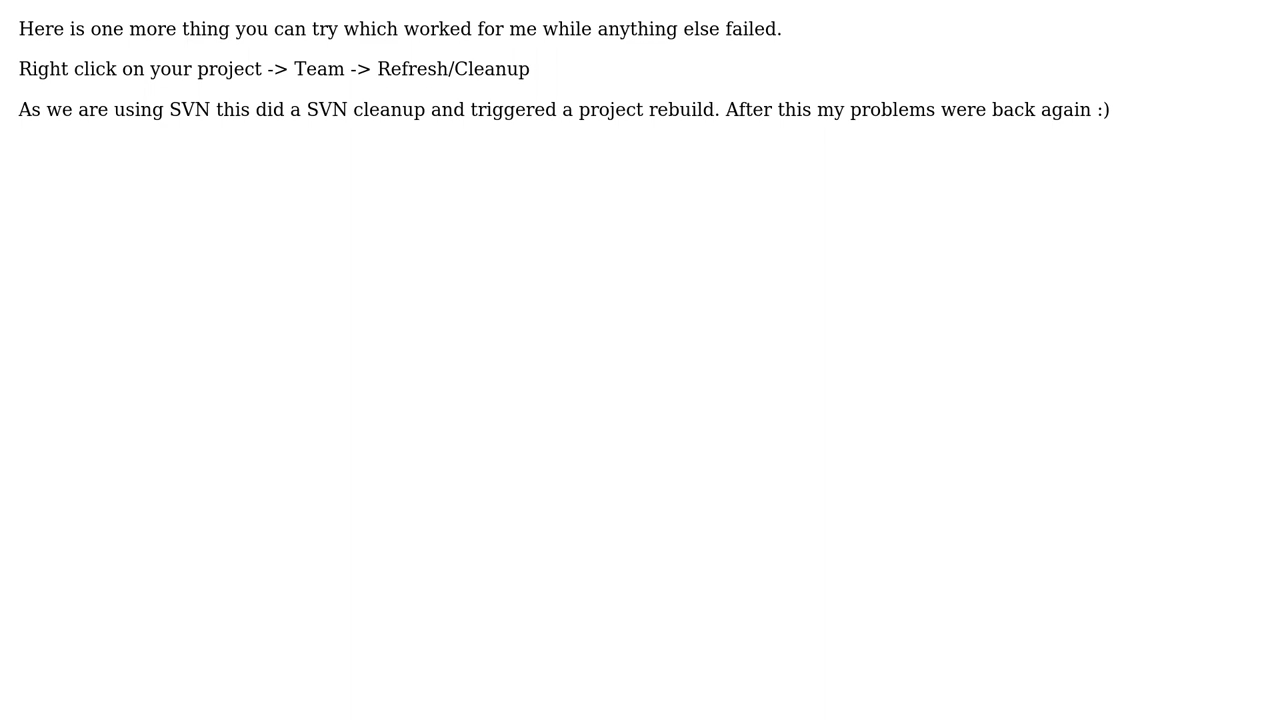 Here is one more thing you can try which worked for me while anything else failed.
Right click on your project -> Team -> Refresh/Cleanup
As we are using SVN this did a SVN cleanup and triggered a project rebuild. After this my problems were back again :)